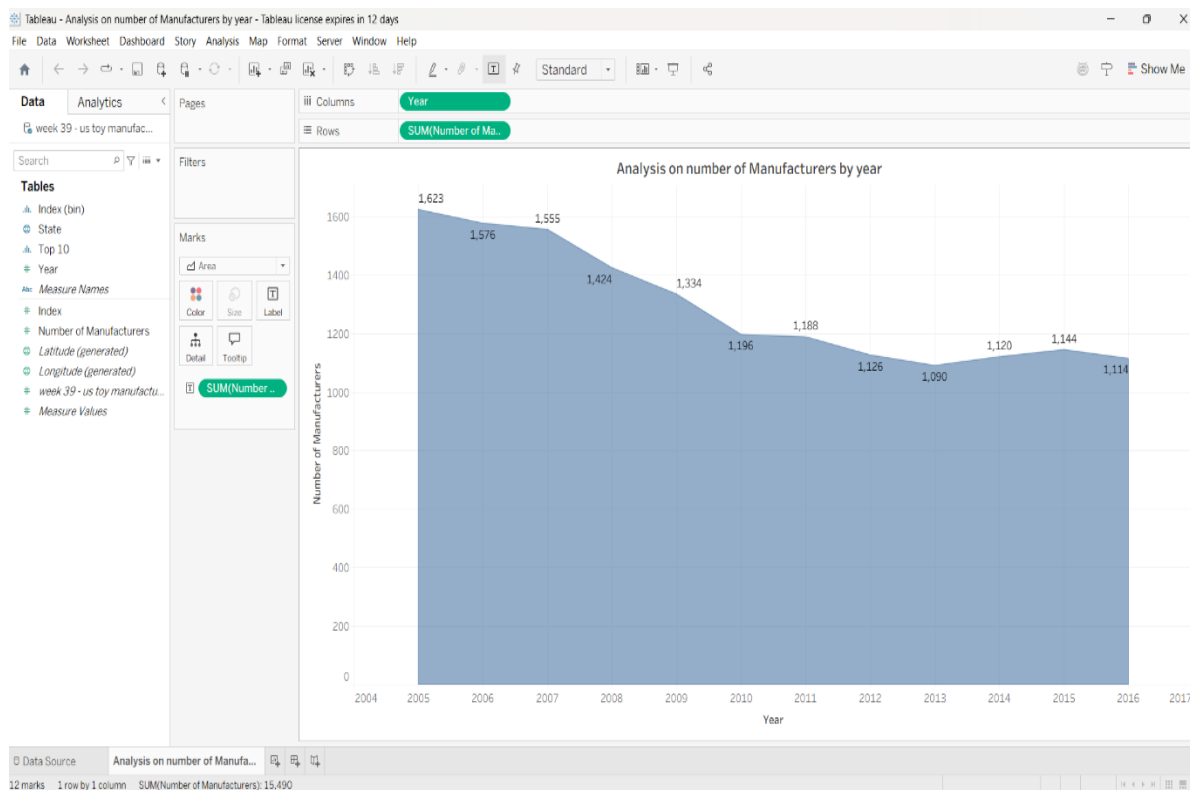 Tableau - Analysis on number of Manufacturers by year - Tableau license expires in 12 days
File Data Worksheet Dashboard Story Analysis Map Format Server Window Help
Standard
Show Me
Data Analytics
week 39 - us toy manufac...
Search
Tables
Index (bin)
State
Top 10
Year
Abc Measure Names
Index
Number of Manufacturers
Latitude (generated)
Longitude (generated)
week 39 - us toy manufactu...
Measure Values
Pages
Filters
Marks
Area
Color Size Label
Detail Tooltip
SUM(Number ..
Columns Year
Rows SUM(Number of Ma..
Analysis on number of Manufacturers by year
Number of Manufacturers
1600
1400
1200
1000
800
600
400
200
0
1,623
1,576
1,555
1,424
1,334
1,196
1,188
1,126
1,090
1,120
1,144
1,114
2004 2005 2006 2007 2008 2009 2010 2011 2012 2013 2014 2015 2016 2017
Year
Data Source Analysis on number of Manufa...
12 marks 1 row by 1 column SUM(Number of Manufacturers): 15,490